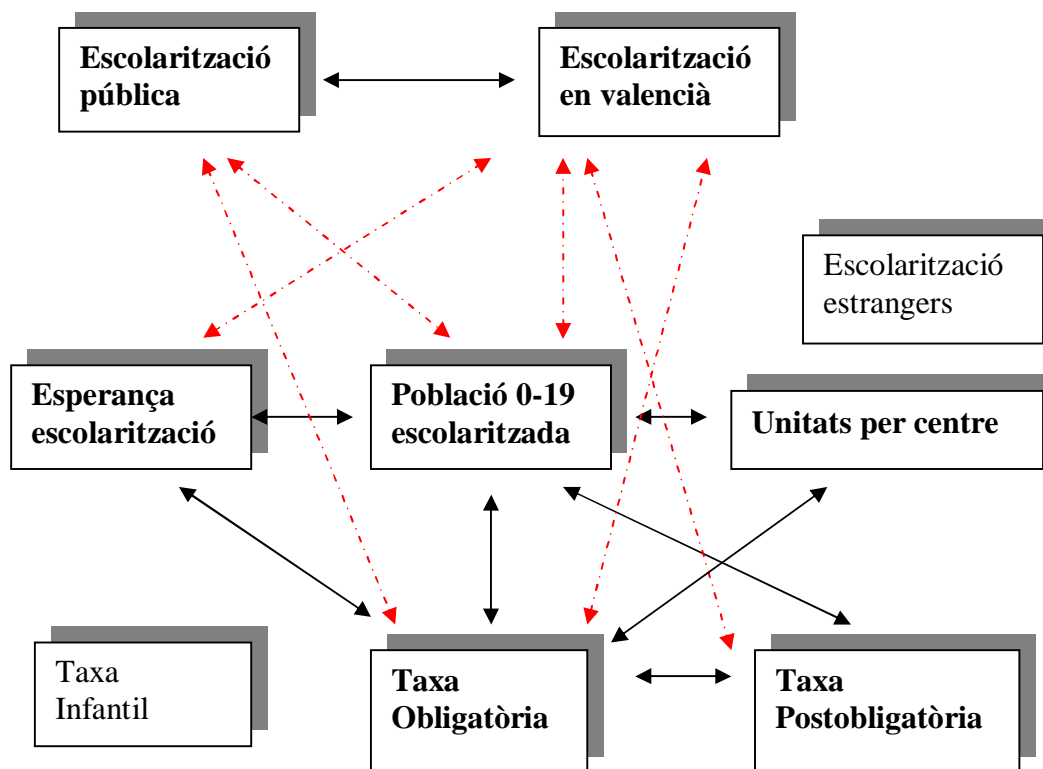 Escolarització
pública
Escolarització
en valencià
Escolarització
estrangers
Esperança
escolarització
Població 0-19
escolaritzada
Unitats per centre
Taxa
Infantil
Taxa
Obligatòria
Taxa
Postobligatòria